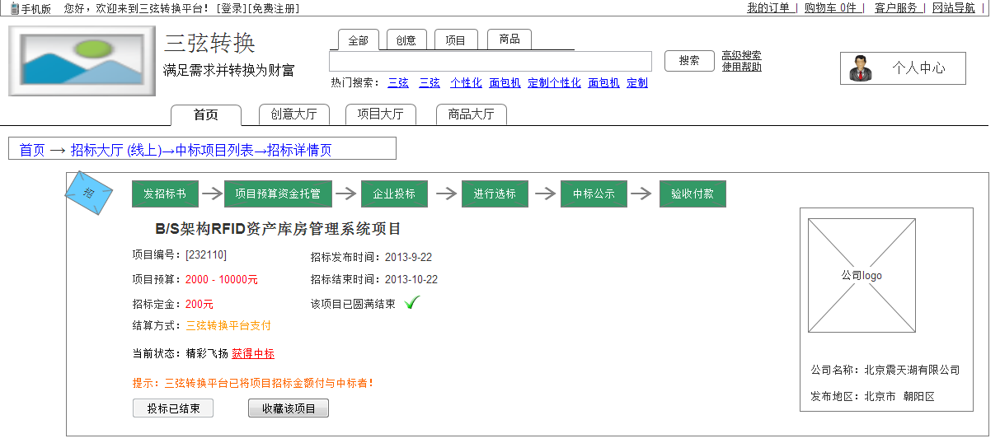 手机版 您好，欢迎来到三弦转换平台！ [登录][免费注册] 我的订单 | 购物车 0件 | 客户服务 | 网站导航 |
三弦转换
满足需求并转换为财富
全部 创意 项目 商品
搜索 高级搜索
使用帮助
个人中心
热门搜索： 三弦 三弦 个性化 面包机 定制个性化 面包机 定制
首页 创意大厅 项目大厅 商品大厅
首页 → 招标大厅 (线上)→中标项目列表→招标详情页
招
发招标书 项目预算资金托管 企业投标 进行选标 中标公示 验收付款
B/S架构RFID资产库房管理系统项目
项目编号：[232110] 招标发布时间：2013-9-22
项目预算：2000 - 10000元 招标结束时间：2013-10-22
招标定金：200元 该项目已圆满结束
结算方式：三弦转换平台支付
当前状态：精彩飞扬 获得中标
提示：三弦转换平台已将项目招标金额付与中标者！
投标已结束 收藏该项目
公司logo
公司名称：北京震天湖有限公司
发布地区：北京市 朝阳区